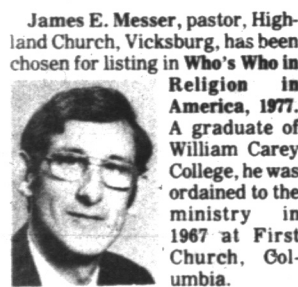 James E. Messer, pastor, High-
land Church, Vicksburg, has been
chosen for listing in Who's Who in
Religion in
America, 1977.
A graduate of
William Carey
College, he was
ordained to the
ministry in
1967 at First
Church, Col-
umbia.